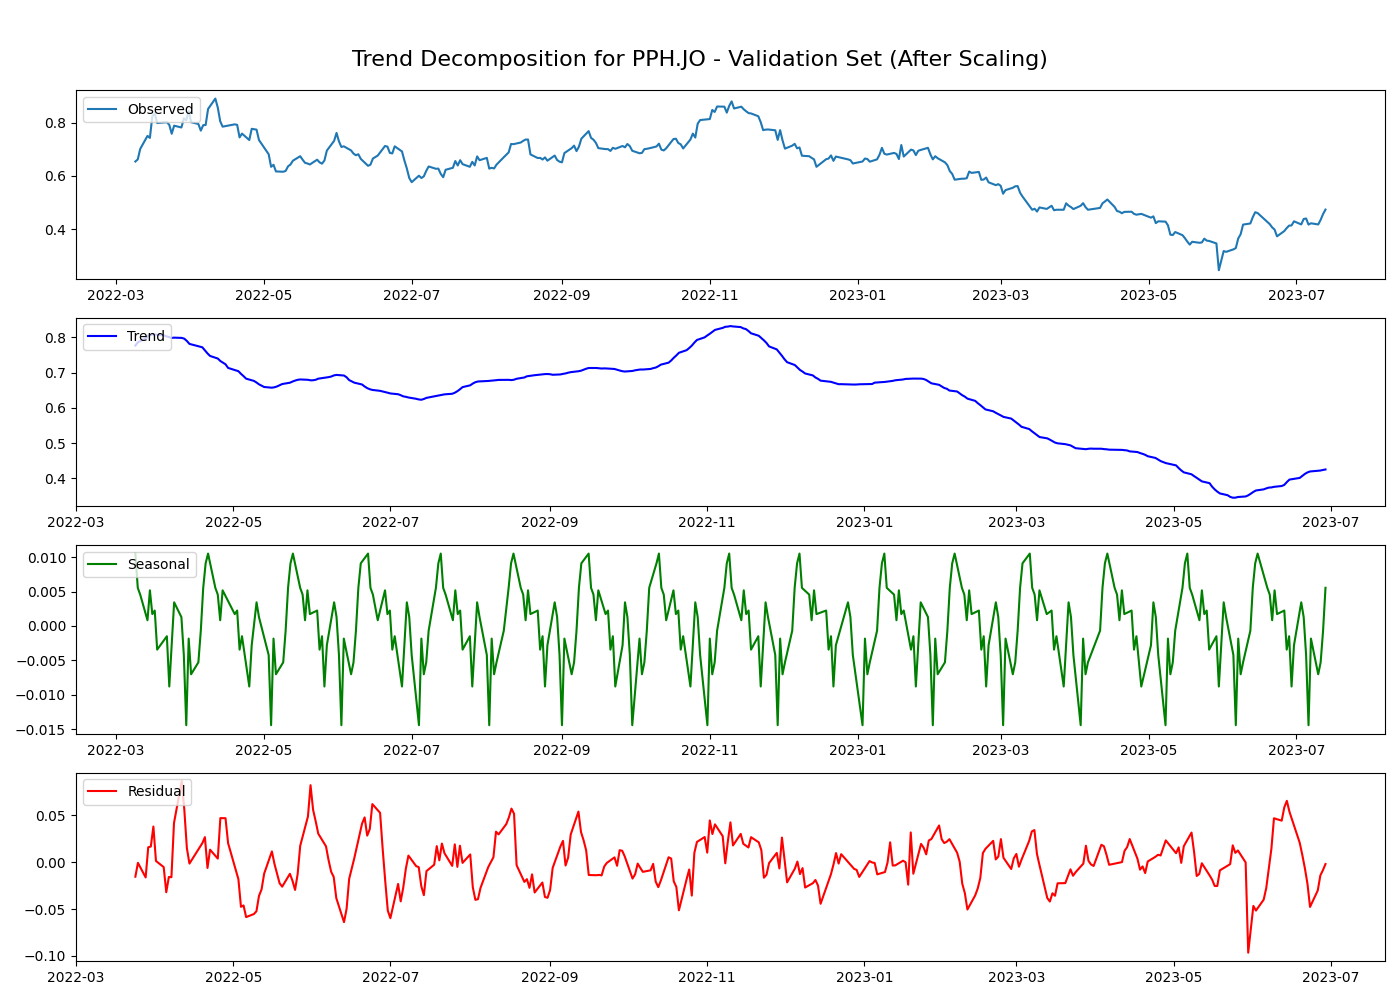 Trend Decomposition for PPH.JO - Validation Set (After Scaling)
Observed
0.8
0.6
0.4
2022-03 2022-05 2022-07 2022-09 2022-11 2023-01 2023-03 2023-05 2023-07
Trend
0.8
0.7
0.6
0.5
0.4
2022-03 2022-05 2022-07 2022-09 2022-11 2023-01 2023-03 2023-05 2023-07
Seasonal
0.010
0.005
0.000
−0.005
−0.010
−0.015
2022-03 2022-05 2022-07 2022-09 2022-11 2023-01 2023-03 2023-05 2023-07
Residual
0.05
0.00
−0.05
−0.10
2022-03 2022-05 2022-07 2022-09 2022-11 2023-01 2023-03 2023-05 2023-07